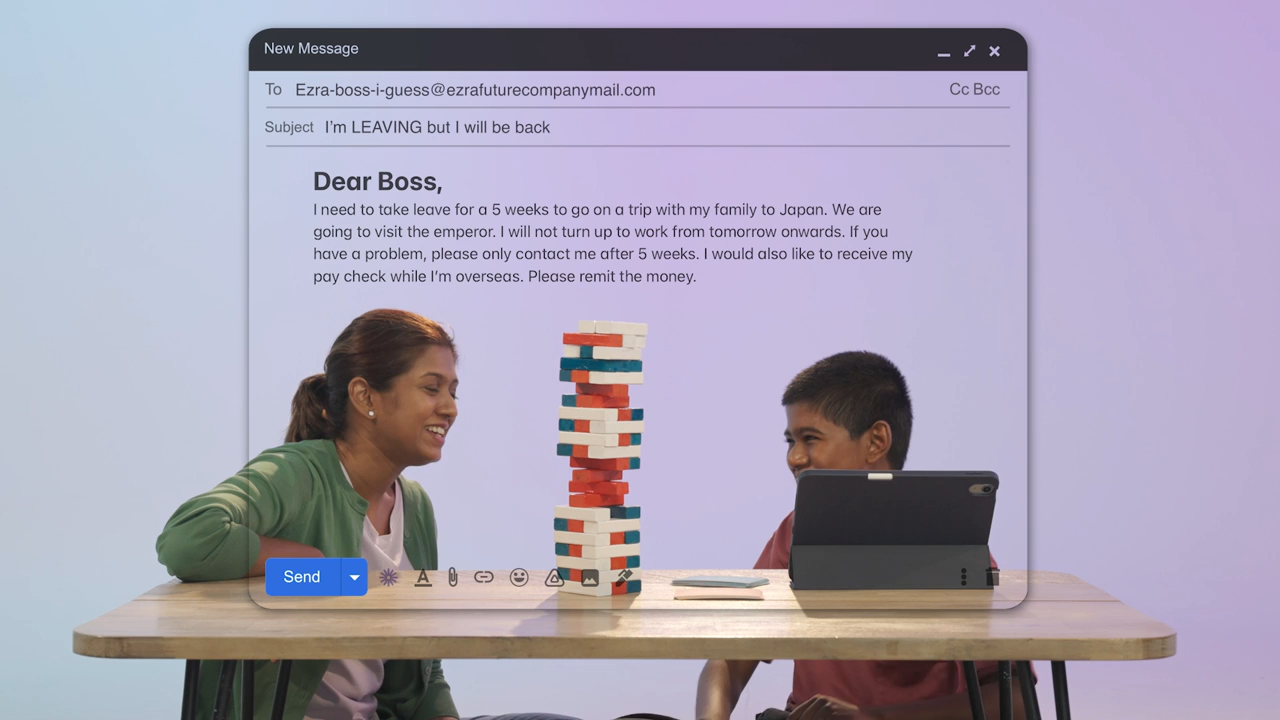 New Message
To Ezra-boss-i-guess@ezrafuturecompanymail.com Cc Bcc
Subject I'm LEAVING but I will be back
Dear Boss,
I need to take leave for a 5 weeks to go on a trip with my family to Japan. We are
going to visit the emperor. I will not turn up to work from tomorrow onwards. If you
have a problem, please only contact me after 5 weeks. I would also like to receive my
pay check while I'm overseas. Please remit the money.
Send